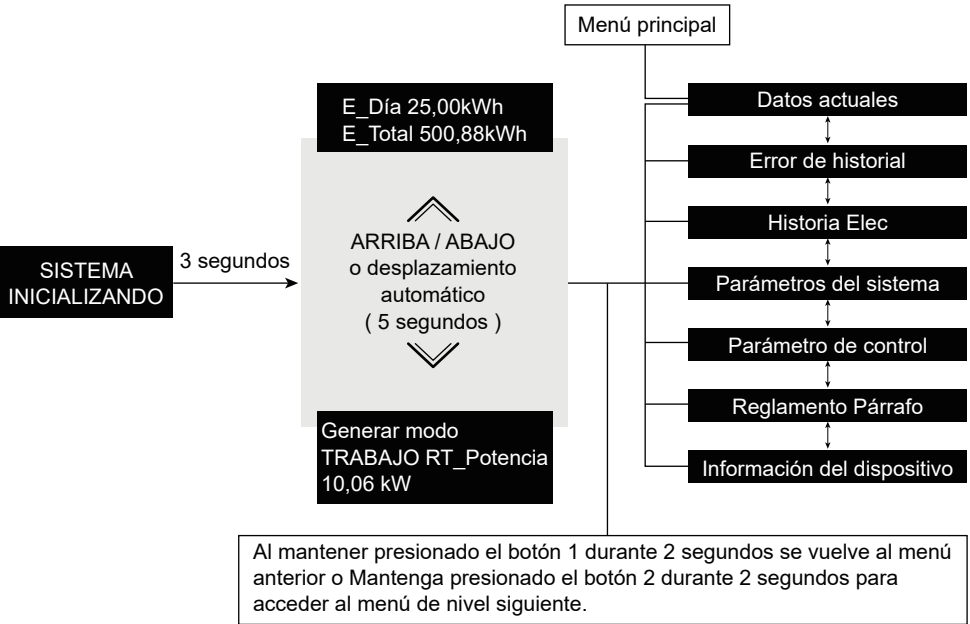 Menú principal
E_Día 25,00kWh
E_Total 500,88kWh
Datos actuales
Error de historial
Historia Elec
Parámetros del sistema
Parámetro de control
Reglamento Párrafo
Información del dispositivo
SISTEMA
INICIALIZANDO
3 segundos
ARRIBA / ABAJO
o desplazamiento
automático
( 5 segundos )
Generar modo
TRABAJO RT_Potencia
10,06 kW
Al mantener presionado el botón 1 durante 2 segundos se vuelve al menú
anterior o Mantenga presionado el botón 2 durante 2 segundos para
acceder al menú de nivel siguiente.